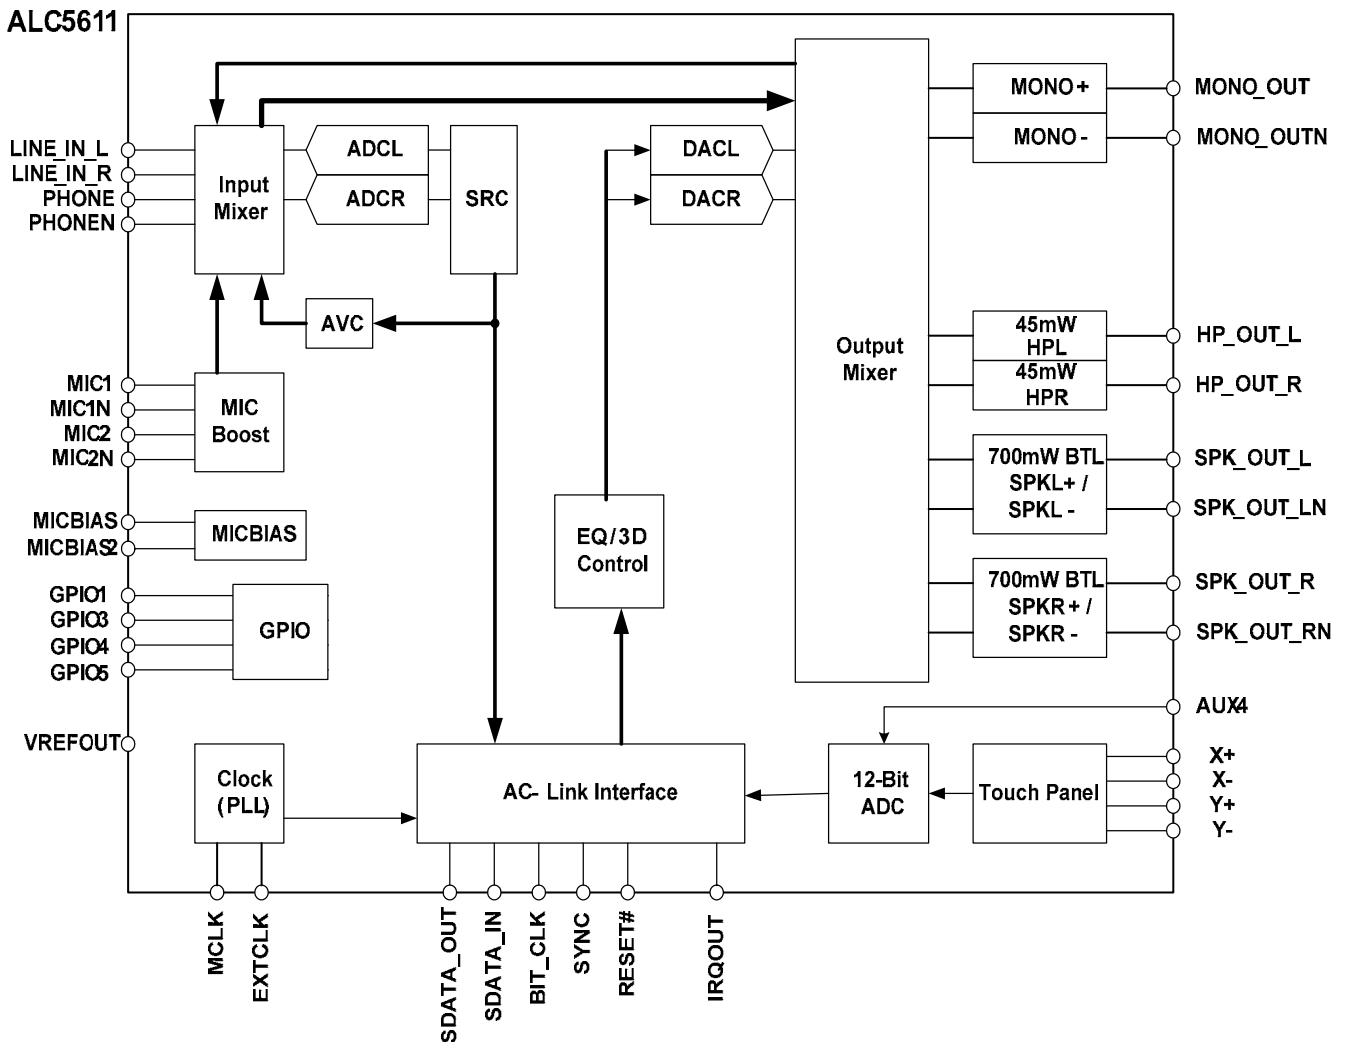 ALC5611
LINE_IN_L
LINE_IN_R
PHONE
PHONEN
Input
Mixer
ADCL
ADCR
SRC
AVC
MIC1
MIC1N
MIC2
MIC2N
MIC
Boost
MICBIAS
MICBIAS2
MICBIAS
GPIO1
GPIO3
GPIO4
GPIO5
GPIO
VREFOUT
Clock
(PLL)
MCLK
EXTCLK
DACL
DACR
EQ/3D
Control
AC- Link Interface
SDATA_OUT
SDATA_IN
BIT_CLK
SYNC
RESET#
IRQOUT
Output
Mixer
MONO+
MONO-
MONO_OUT
MONO_OUTN
45mW
HPL
45mW
HPR
HP_OUT_L
HP_OUT_R
700mW BTL
SPKL+ /
SPKL -
SPK_OUT_L
SPK_OUT_LN
700mW BTL
SPKR + /
SPKR -
SPK_OUT_R
SPK_OUT_RN
AUX4
12-Bit
ADC
Touch Panel
X+
X-
Y+
Y-